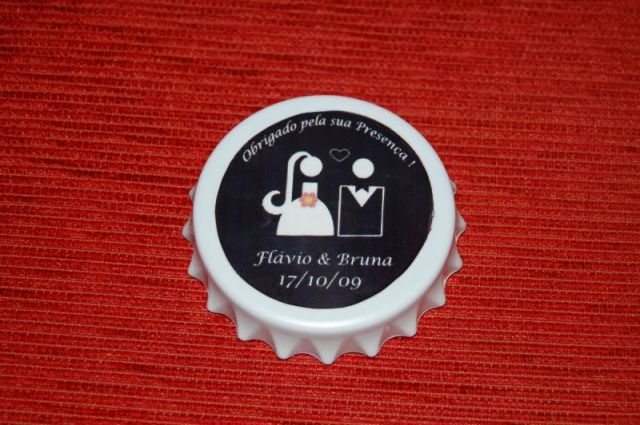 Obrigado pela sua Presença !
Flávio & Bruna
17/10/09